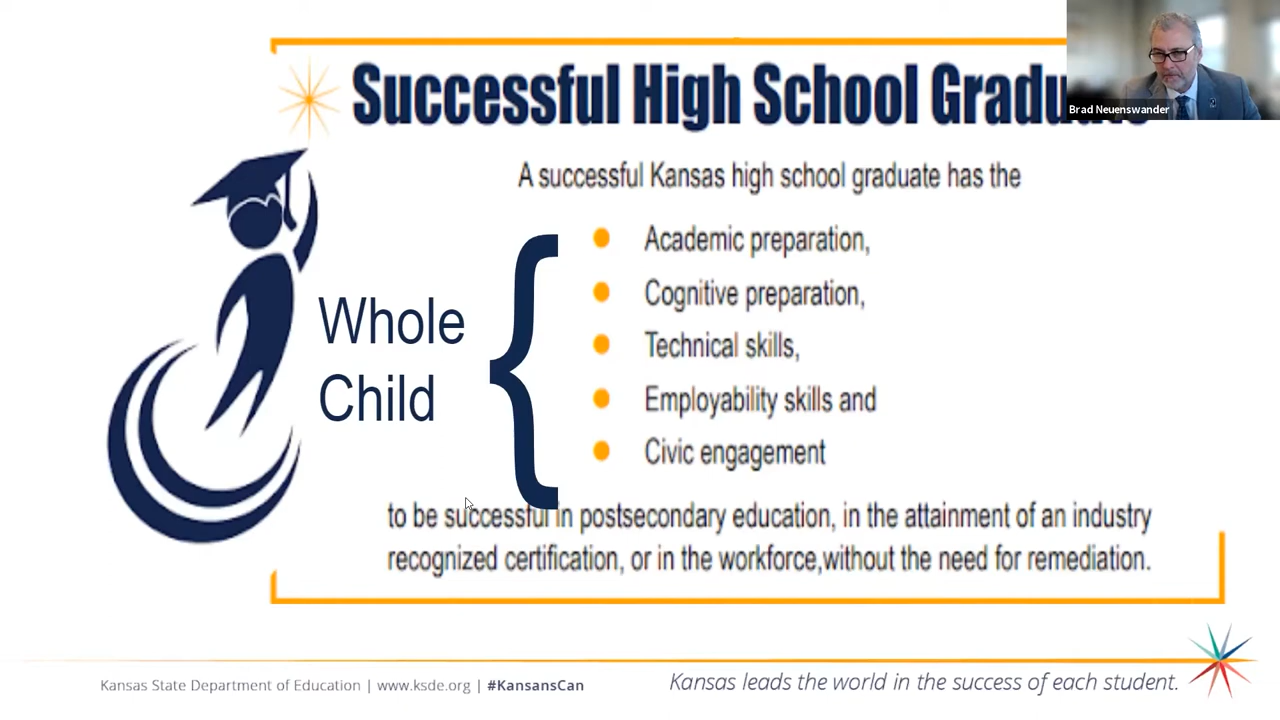 Successful High School Gradu
Brad Neuenswander
A successful Kansas high school graduate has the
Academic preparation,
Cognitive preparation,
Whole
Technical skills,
Child
Employability skills and
Civic engagement
to be successful in postsecondary education, in the attainment of an industry
recognized certification, or in the workforce,without the need for remediation.
Kansas State Department of Education | www.ksde.org | #KansansCan
Kansas leads the world in the success of each student.